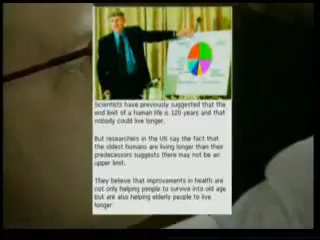 Scientists have previously suggested that the
end limit of a human life is 120 years and that
nobody could live longer.
But researchers in the US say the fact that
the oldest humans are living longer than their
predecessors suggests there may not be an
upper limit.
They believe that improvements in health are
not only helping people to survive into old age
but are also helping elderly people to live
longer